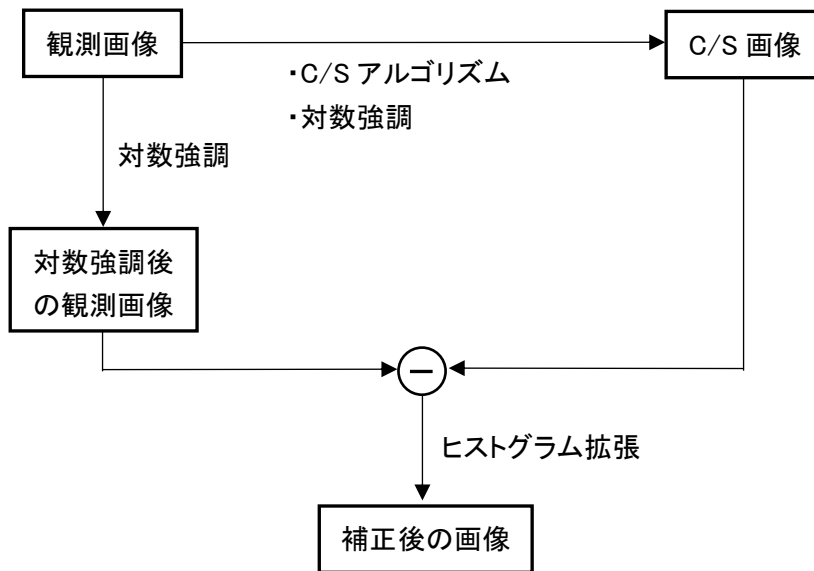 観測画像
C/S 画像
・C/S アルゴリズム
・対数強調
対数強調
対数強調後
の観測画像
−
ヒストグラム拡張
補正後の画像